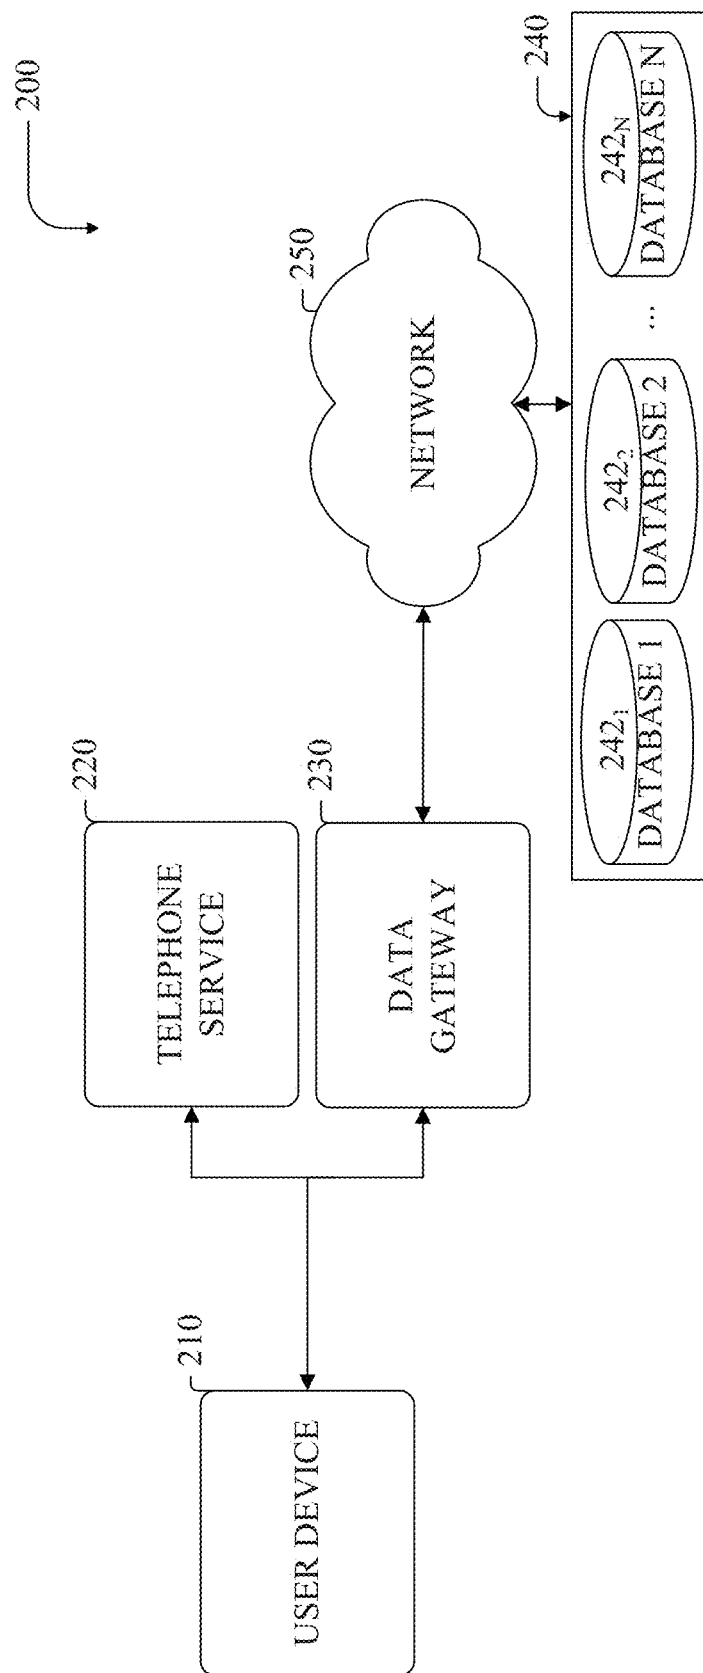 200
210
USER DEVICE
220
TELEPHONE
SERVICE
230
DATA
GATEWAY
250
NETWORK
240
242₁
DATABASE 1
242₂
DATABASE 2
...
242ₙ
DATABASE N